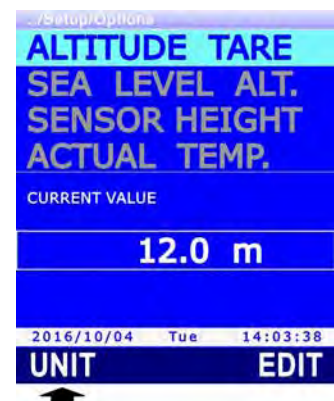 ../Setup/Options
ALTITUDE TARE
SEA LEVEL ALT.
SENSOR HEIGHT
ACTUAL TEMP.
CURRENT VALUE
12.0 m
2016/10/04 Tue 14:03:38
UNIT EDIT